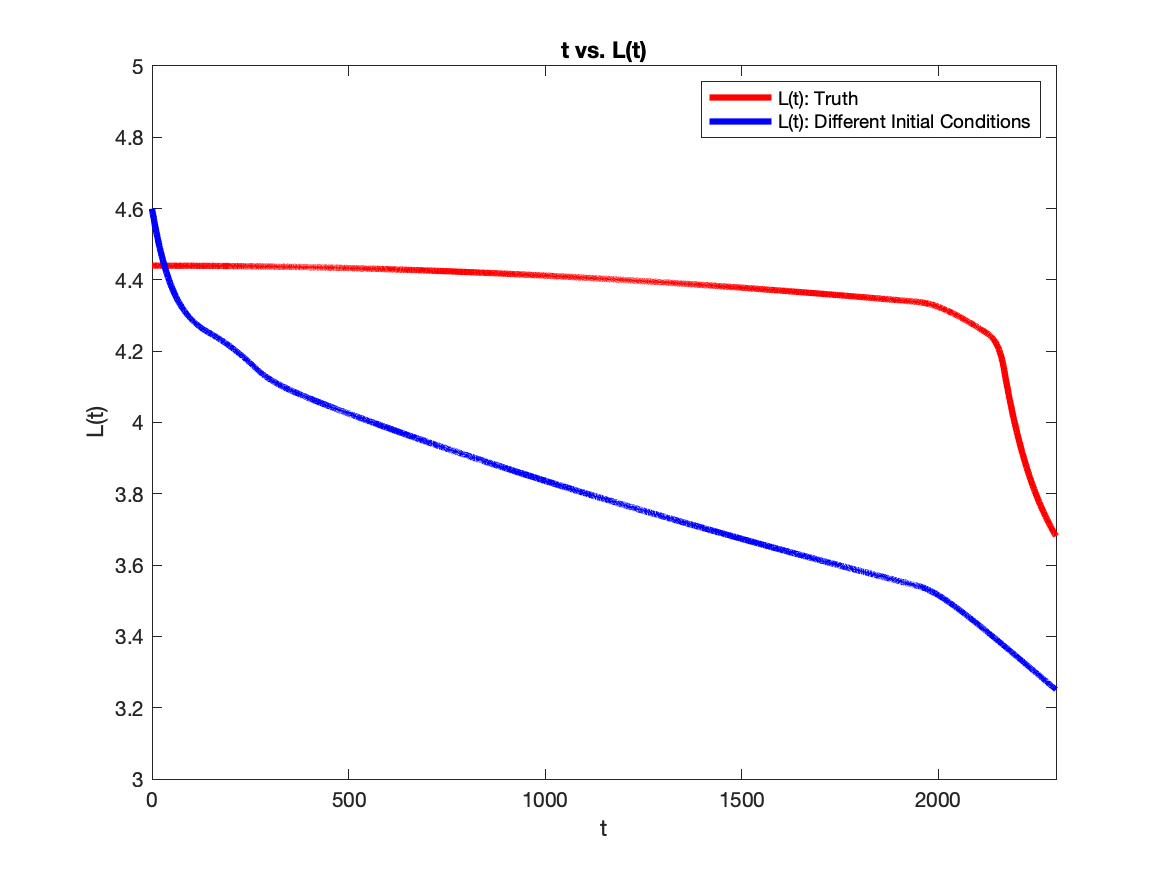 t vs. L(t)
L(t): Truth
L(t): Different Initial Conditions
5
4.8
4.6
4.4
4.2
4
3.8
3.6
3.4
3.2
3
L(t)
0 500 1000 1500 2000
t